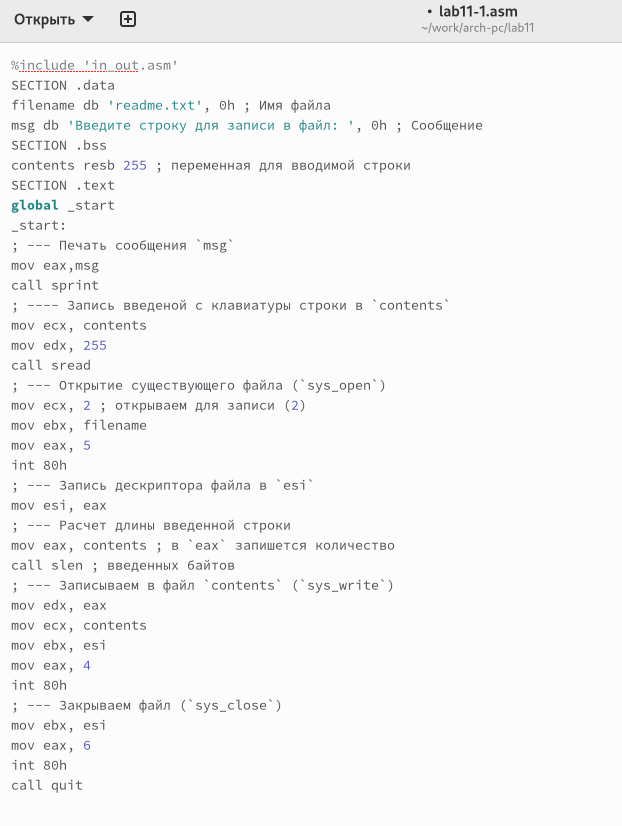 Открыть
• lab11-1.asm
~/work/arch-pc/lab11
%include 'in_out.asm'
SECTION .data
filename db 'readme.txt', 0h ; Имя файла
msg db 'Введите строку для записи в файл: ', 0h ; Сообщение
SECTION .bss
contents resb 255 ; переменная для вводимой строки
SECTION .text
global _start
_start:
; --- Печать сообщения `msg`
mov eax,msg
call sprint
; ---- Запись введеной с клавиатуры строки в `contents`
mov ecx, contents
mov edx, 255
call sread
; --- Открытие существующего файла (`sys_open`)
mov ecx, 2 ; открываем для записи (2)
mov ebx, filename
mov eax, 5
int 80h
; --- Запись дескриптора файла в `esi`
mov esi, eax
; --- Расчет длины введенной строки
mov eax, contents ; в `eax` запишется количество
call slen ; введенных байтов
; --- Записываем в файл `contents` (`sys_write`)
mov edx, eax
mov ecx, contents
mov ebx, esi
mov eax, 4
int 80h
; --- Закрываем файл (`sys_close`)
mov ebx, esi
mov eax, 6
int 80h
call quit